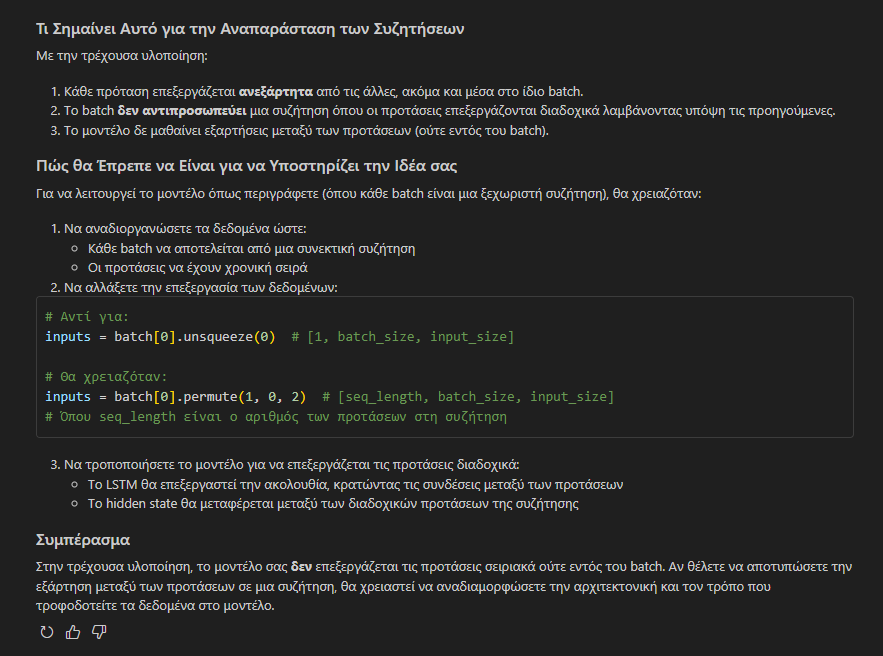 Τι Σημαίνει Αυτό για την Αναπαράσταση των Συζητήσεων
Με την τρέχουσα υλοποίηση:
1. Κάθε πρόταση επεξεργάζεται ανεξάρτητα από τις άλλες, ακόμα και μέσα στο ίδιο batch.
2. Το batch δεν αντιπροσωπεύει μια συζήτηση όπου οι προτάσεις επεξεργάζονται διαδοχικά λαμβάνοντας υπόψη τις προηγούμενες.
3. Το μοντέλο δε μαθαίνει εξαρτήσεις μεταξύ των προτάσεων (ούτε εντός του batch).
Πώς θα Έπρεπε να Είναι για να Υποστηρίζει την Ιδέα σας
Για να λειτουργεί το μοντέλο όπως περιγράφετε (όπου κάθε batch είναι μια ξεχωριστή συζήτηση), θα χρειαζόταν:
1. Να αναδιοργανώσετε τα δεδομένα ώστε:
Κάθε batch να αποτελείται από μια συνεκτική συζήτηση
Οι προτάσεις να έχουν χρονική σειρά
2. Να αλλάξετε την επεξεργασία των δεδομένων:
# Αντί για:
inputs = batch[0].unsqueeze(0)  # [1, batch_size, input_size]
# Θα χρειαζόταν:
inputs = batch[0].permute(1, 0, 2)  # [seq_length, batch_size, input_size]
# Όπου seq_length είναι ο αριθμός των προτάσεων στη συζήτηση
3. Να τροποποιήσετε το μοντέλο για να επεξεργάζεται τις προτάσεις διαδοχικά:
Το LSTM θα επεξεργαστεί την ακολουθία, κρατώντας τις συνδέσεις μεταξύ των προτάσεων
Το hidden state θα μεταφέρεται μεταξύ των διαδοχικών προτάσεων της συζήτησης
Συμπέρασμα
Στην τρέχουσα υλοποίηση, το μοντέλο σας δεν επεξεργάζεται τις προτάσεις σειριακά ούτε εντός του batch. Αν θέλετε να αποτυπώσετε την
εξάρτηση μεταξύ των προτάσεων σε μια συζήτηση, θα χρειαστεί να αναδιαμορφώσετε την αρχιτεκτονική και τον τρόπο που
τροφοδοτείτε τα δεδομένα στο μοντέλο.